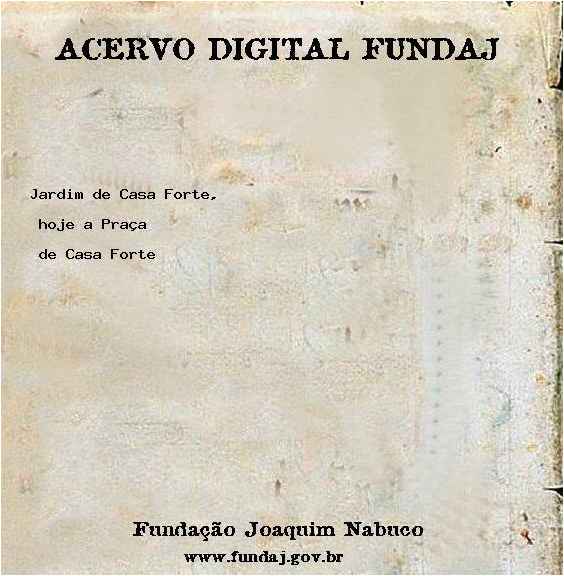 ACERVO DIGITAL FUNDAJ
Jardim de Casa Forte,
hoje a Praça
de Casa Forte
Fundação Joaquim Nabuco
www.fundaj.gov.br